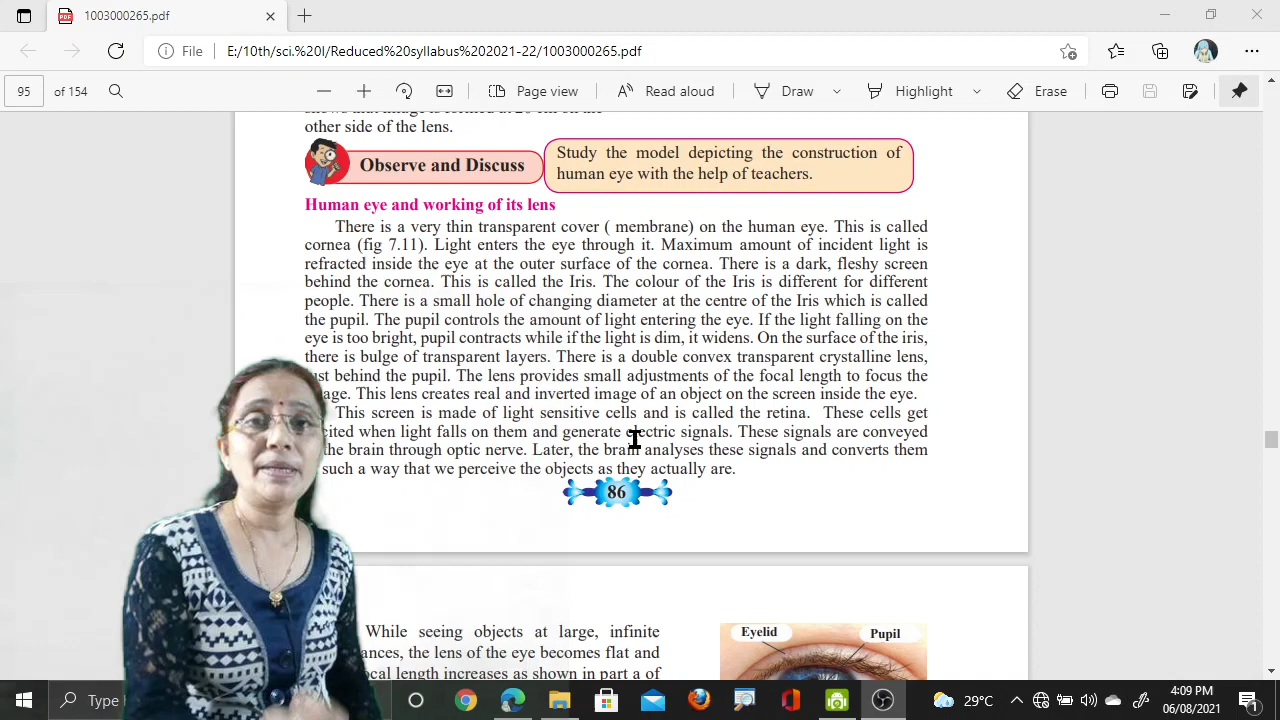 1003000265.pdf
File
E:/10th/sci.%20I/Reduced%20syllabus%202021-22/1003000265.pdf
95 of 154
Page view
Read aloud
Draw
Highlight
Erase
other side of the lens.
Observe and Discuss
Study the model depicting the construction of
human eye with the help of teachers.
Human eye and working of its lens
There is a very thin transparent cover ( membrane) on the human eye. This is called
cornea (fig 7.11). Light enters the eye through it. Maximum amount of incident light is
refracted inside the eye at the outer surface of the cornea. There is a dark, fleshy screen
behind the cornea. This is called the Iris. The colour of the Iris is different for different
people. There is a small hole of changing diameter at the centre of the Iris which is called
the pupil. The pupil controls the amount of light entering the eye. If the light falling on the
eye is too bright, pupil contracts while if the light is dim, it widens. On the surface of the iris,
there is bulge of transparent layers. There is a double convex transparent crystalline lens,
just behind the pupil. The lens provides small adjustments of the focal length to focus the
age. This lens creates real and inverted image of an object on the screen inside the eye.
This screen is made of light sensitive cells and is called the retina. These cells get
cited when light falls on them and generate electric signals. These signals are conveyed
the brain through optic nerve. Later, the brain analyses these signals and converts them
such a way that we perceive the objects as they actually are.
86
While seeing objects at large, infinite
ances, the lens of the eye becomes flat and
ocal length increases as shown in part a of
Eyelid
Pupil
Type
29°C
4:09 PM
06/08/2021
1